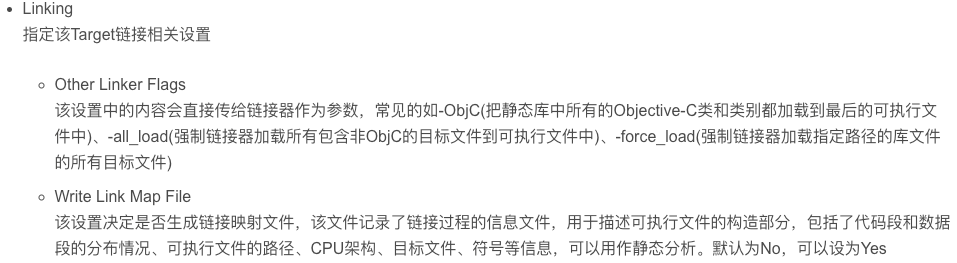 Linking
指定该Target链接相关设置
Other Linker Flags
该设置中的内容会直接传给链接器作为参数，常见的如-ObjC(把静态库中所有的Objective-C类和类别都加载到最后的可执行文
件中)、-all_load(强制链接器加载所有包含非ObjC的目标文件到可执行文件中)、-force_load(强制链接器加载指定路径的库文件
的所有目标文件)
Write Link Map File
该设置决定是否生成链接映射文件，该文件记录了链接过程的信息文件，用于描述可执行文件的构造部分，包括了代码段和数据
段的分布情况、可执行文件的路径、CPU架构、目标文件、符号等信息，可以用作静态分析。默认为No，可以设为Yes